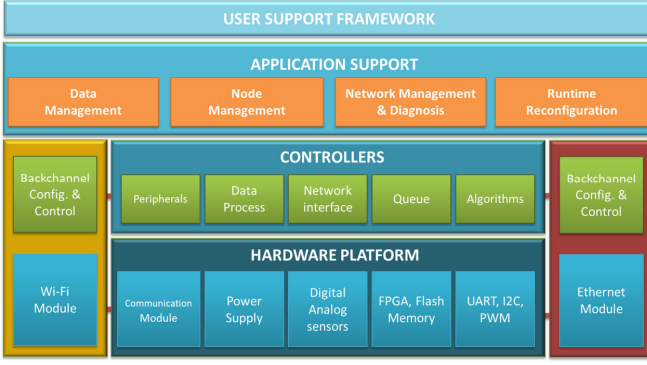 USER SUPPORT FRAMEWORK
APPLICATION SUPPORT
Data
Management
Node
Management
Network Management
& Diagnosis
Runtime
Reconfiguration
Backchannel
Config. &
Control
CONTROLLERS
Peripherals
Data
Process
Network
interface
Queue
Algorithms
Backchannel
Config. &
Control
Wi-Fi
Module
HARDWARE PLATFORM
Communication
Module
Power
Supply
Digital
Analog
sensors
FPGA, Flash
Memory
UART, I2C,
PWM
Ethernet
Module